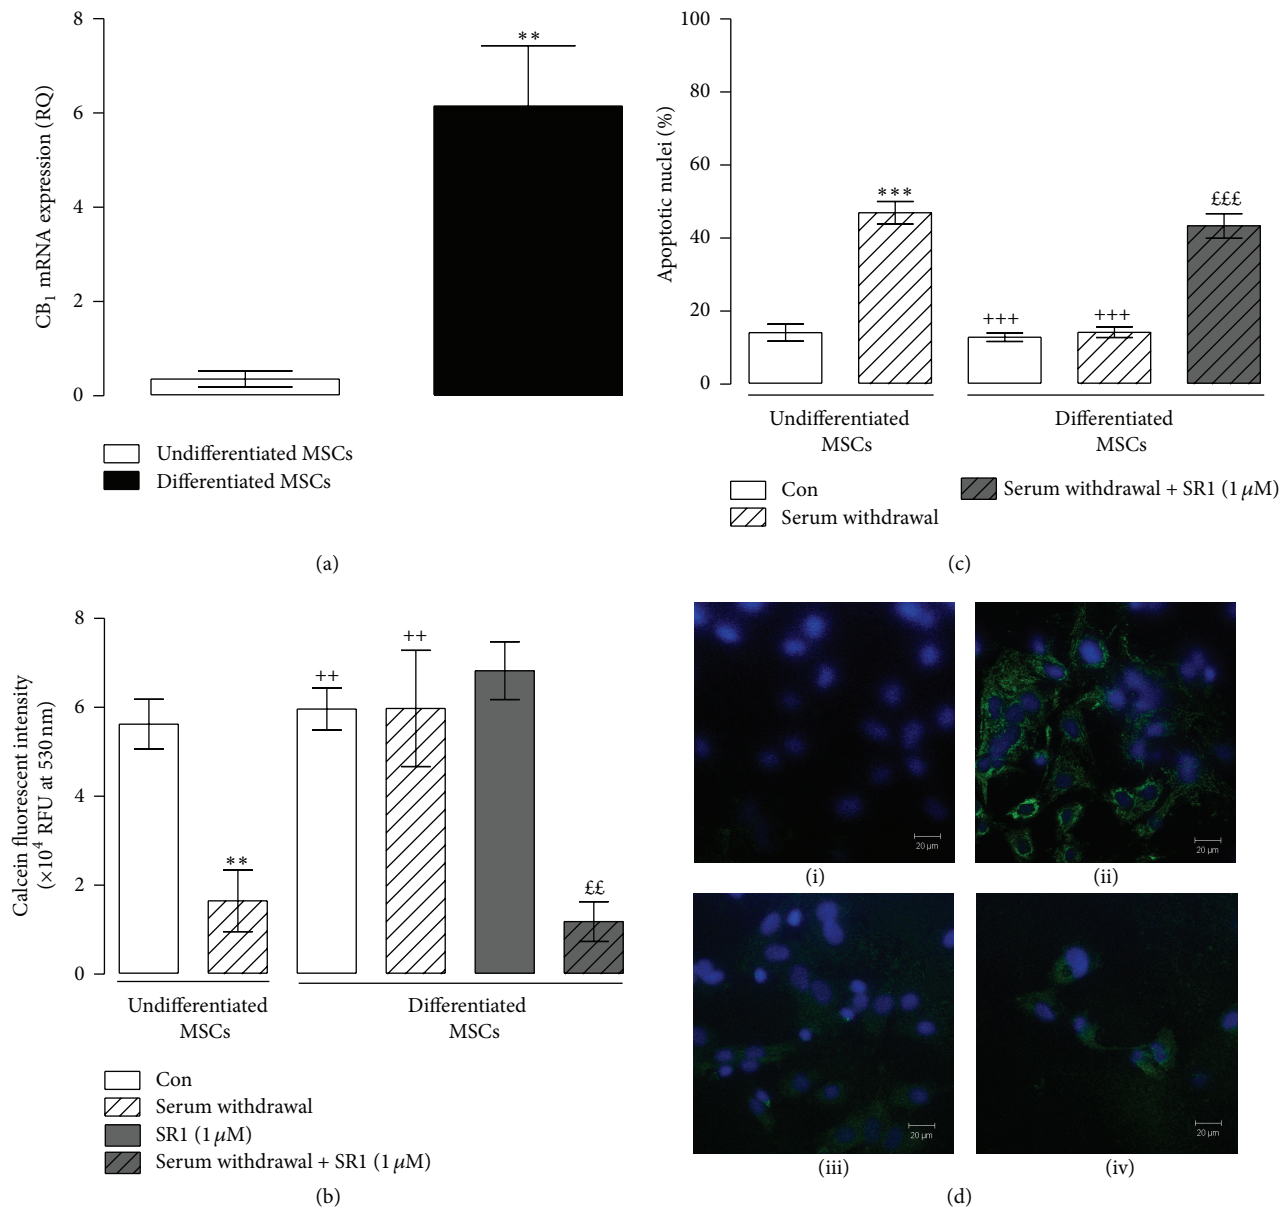 8
6
4
2
0
CB₁ mRNA expression (RQ)
**
Undifferentiated MSCs
Differentiated MSCs
(a)
100
80
60
40
20
0
Apoptotic nuclei (%)
***
+++
+++
£££
Undifferentiated
MSCs
Differentiated
MSCs
Con
Serum withdrawal
Serum withdrawal + SR1 (1 μM)
(c)
8
6
4
2
0
Calcein fluorescent intensity
(×10⁴ RFU at 530 nm)
**
++
++
££
Undifferentiated
MSCs
Differentiated
MSCs
Con
Serum withdrawal
SR1 (1 μM)
Serum withdrawal + SR1 (1 μM)
(b)
20 μm
(i)
20 μm
(ii)
20 μm
(iii)
20 μm
(iv)
(d)